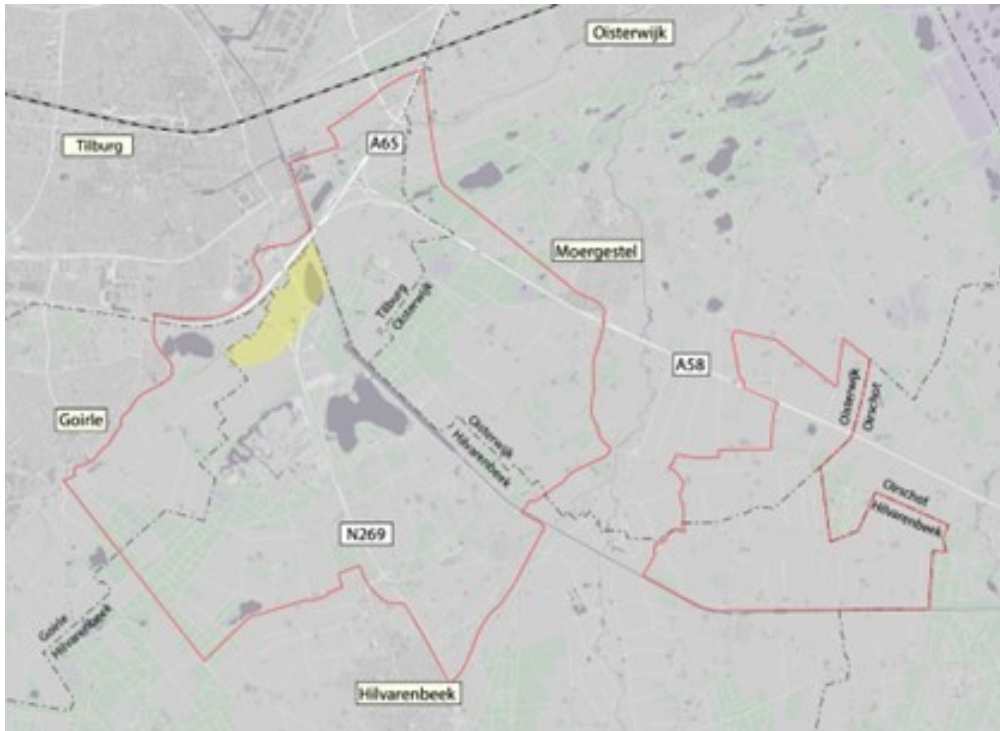 Oisterwijk
Tilburg
A65
Moergestel
Tilburg
Oisterwijk
A58
Oisterwijk
Oirschot
Goirle
Oisterwijk
Hilvarenbeek
Oirschot
Hilvarenbeek
N269
Goirle
Hilvarenbeek
Hilvarenbeek